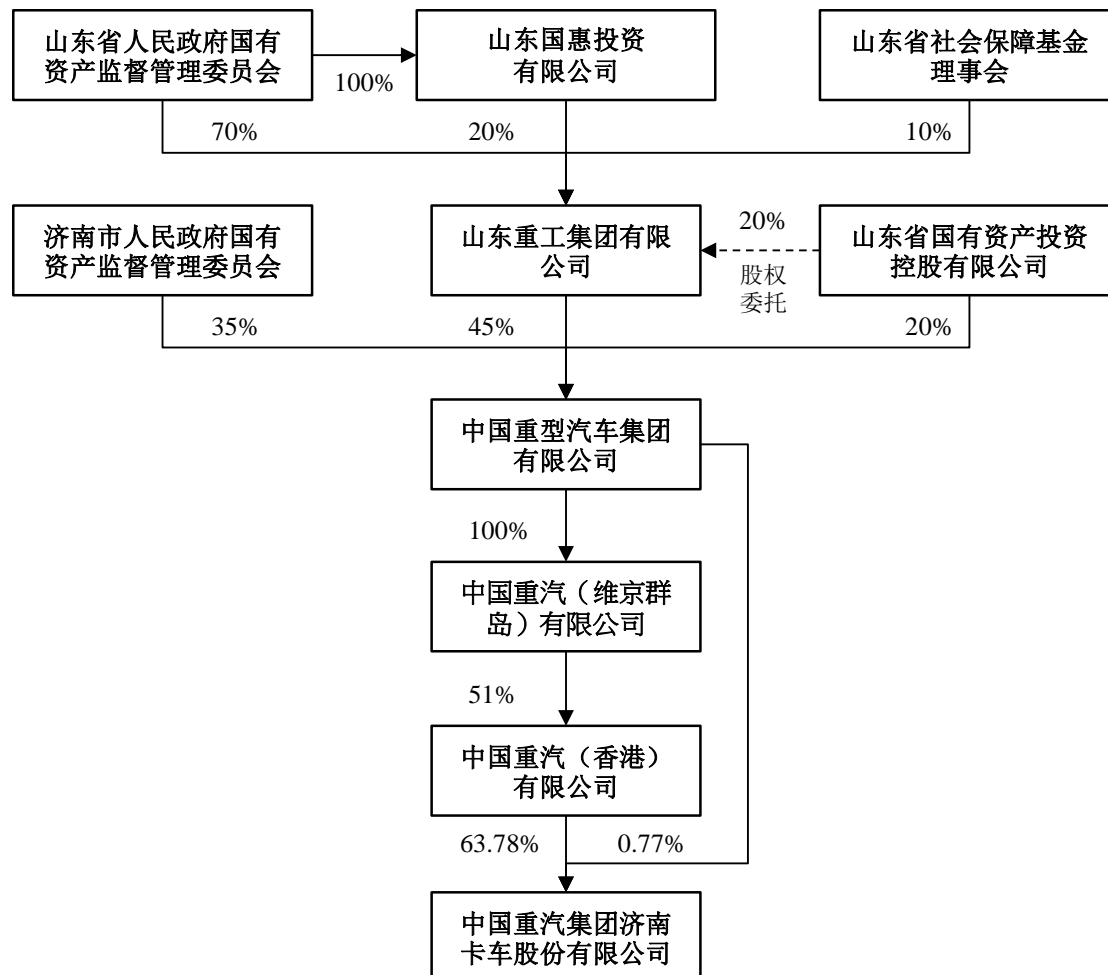 山东省人民政府国有
资产监督管理委员会
100%
山东国惠投资
有限公司
山东省社会保障基金
理事会
70%
20%
10%
济南市人民政府国有
资产监督管理委员会
山东重工集团有限
公司
20%
股权
委托
山东省国有资产投资
控股有限公司
35%
45%
20%
中国重型汽车集团
有限公司
100%
中国重汽（维京群
岛）有限公司
51%
中国重汽（香港）
有限公司
63.78%
0.77%
中国重汽集团济南
卡车股份有限公司